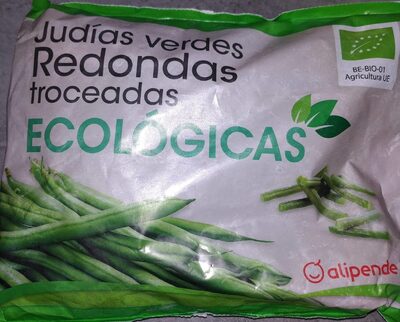 Judías verdes
Redondas
troceadas
ECOLÓGICAS
BE-BIO-01
Agricultura UE
alipende